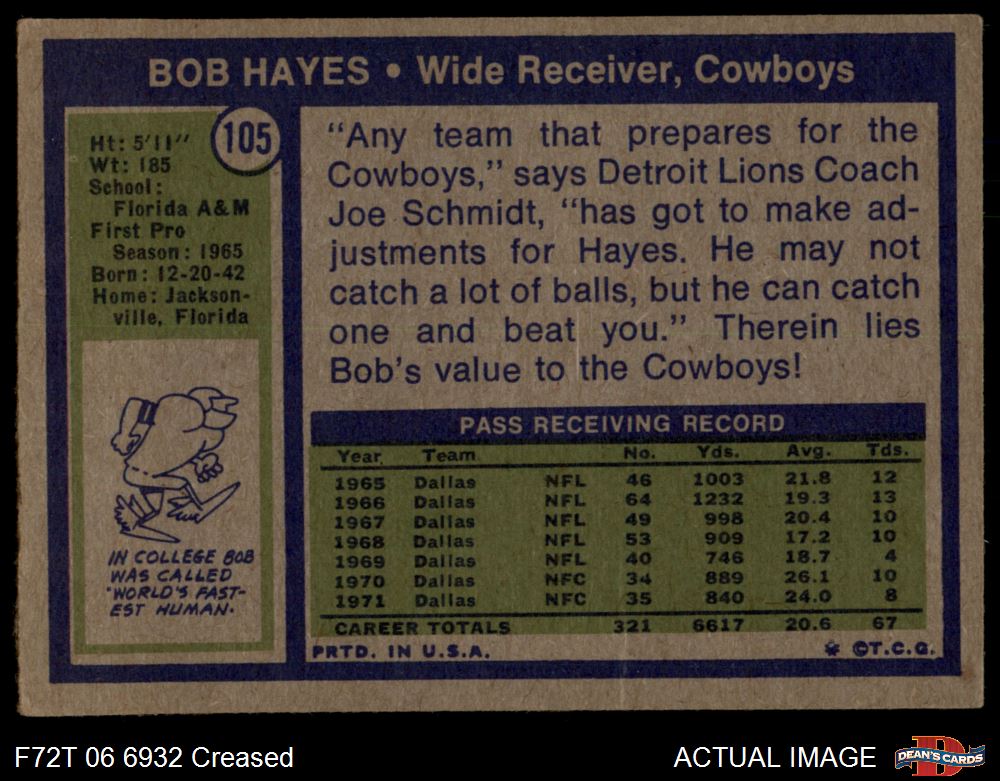 BOB HAYES • Wide Receiver, Cowboys
105
Ht: 5'11"
Wt: 185
School:
Florida A&M
First Pro
Season: 1965
Born: 12-20-42
Home: Jackson-
ville, Florida
"Any team that prepares for the
Cowboys," says Detroit Lions Coach
Joe Schmidt, "has got to make ad-
justments for Hayes. He may not
catch a lot of balls, but he can catch
one and beat you." Therein lies
Bob's value to the Cowboys!
IN COLLEGE BOB
WAS CALLED
"WORLD'S FAST-
EST HUMAN.
PASS RECEIVING RECORD
Year Team No. Yds. Avg. Tds.
1965 Dallas NFL 46 1003 21.8 12
1966 Dallas NFL 64 1232 19.3 13
1967 Dallas NFL 49 998 20.4 10
1968 Dallas NFL 53 909 17.2 10
1969 Dallas NFL 40 746 18.7 4
1970 Dallas NFC 34 889 26.1 10
1971 Dallas NFC 35 840 24.0 8
CAREER TOTALS 321 6617 20.6 67
PRTD. IN U.S.A. * ©T.C.G.
F72T 06 6932 Creased
ACTUAL IMAGE
DEAN'S CARDS